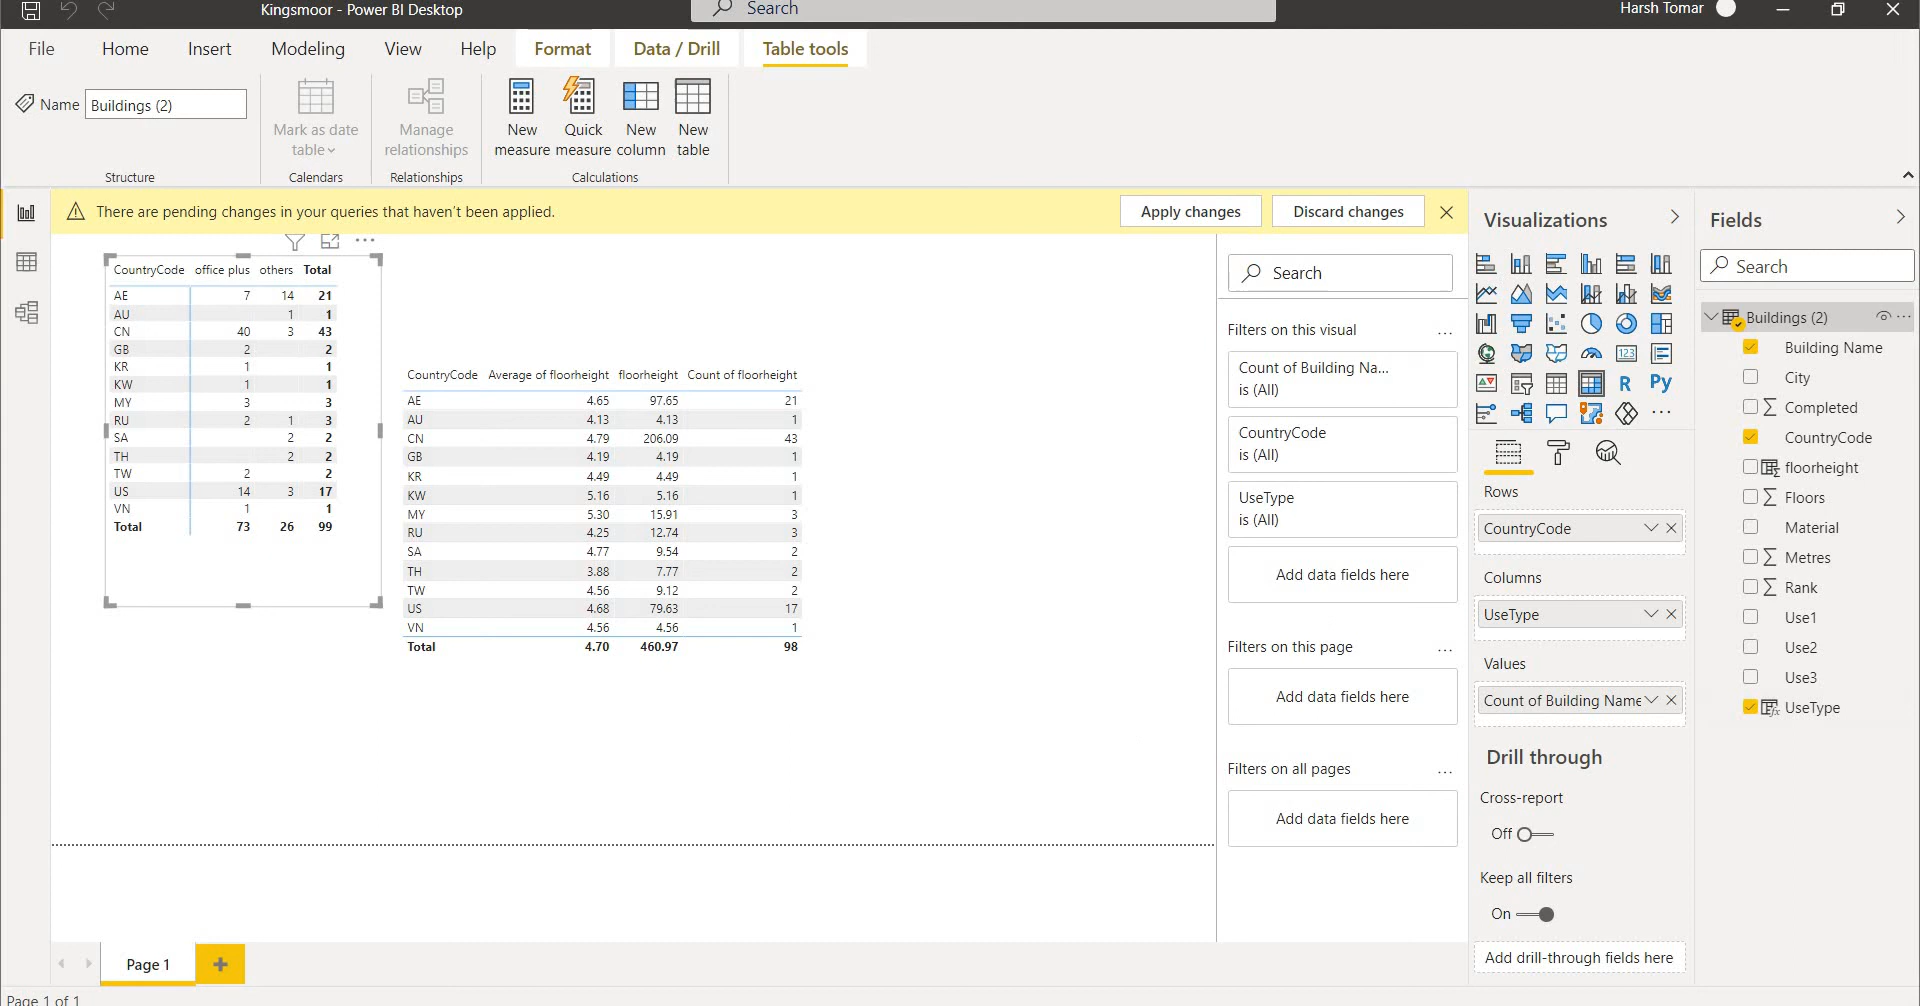 Kingsmoor - Power BI Desktop
Search
Harsh Tomar
File Home Insert Modeling View Help Format Data / Drill Table tools
Name Buildings (2)
Mark as date table
Manage relationships
New measure
Quick measure
New column
New table
Structure
Calendars
Relationships
Calculations
There are pending changes in your queries that haven't been applied.
Apply changes
Discard changes
CountryCode office plus others Total
AE 7 14 21
AU 1 1
CN 40 3 43
GB 2 2
KR 1 1
KW 1 1
MY 3 3
RU 2 1 3
SA 2 2
TH 2 2
TW 2 2
US 14 3 17
VN 1 1
Total 73 26 99
CountryCode Average of floorheight floorheight Count of floorheight
AE 4.65 97.65 21
AU 4.13 4.13 1
CN 4.79 206.09 43
GB 4.19 4.19 1
KR 4.49 4.49 1
KW 5.16 5.16 1
MY 5.30 15.91 3
RU 4.25 12.74 3
SA 4.77 9.54 2
TH 3.88 7.77 2
TW 4.56 9.12 2
US 4.68 79.63 17
VN 4.56 4.56 1
Total 4.70 460.97 98
Search
Filters on this visual ...
Count of Building Na...
is (All)
CountryCode
is (All)
UseType
is (All)
Add data fields here
Filters on this page ...
Add data fields here
Filters on all pages ...
Add data fields here
Visualizations
123
R
Py
...
Rows
CountryCode
Columns
UseType
Values
Count of Building Name
Drill through
Cross-report
Off
Keep all filters
On
Add drill-through fields here
Fields
Search
Buildings (2) ...
Building Name
City
Completed
CountryCode
floorheight
Floors
Material
Metres
Rank
Use1
Use2
Use3
UseType
Page 1
Page 1 of 1